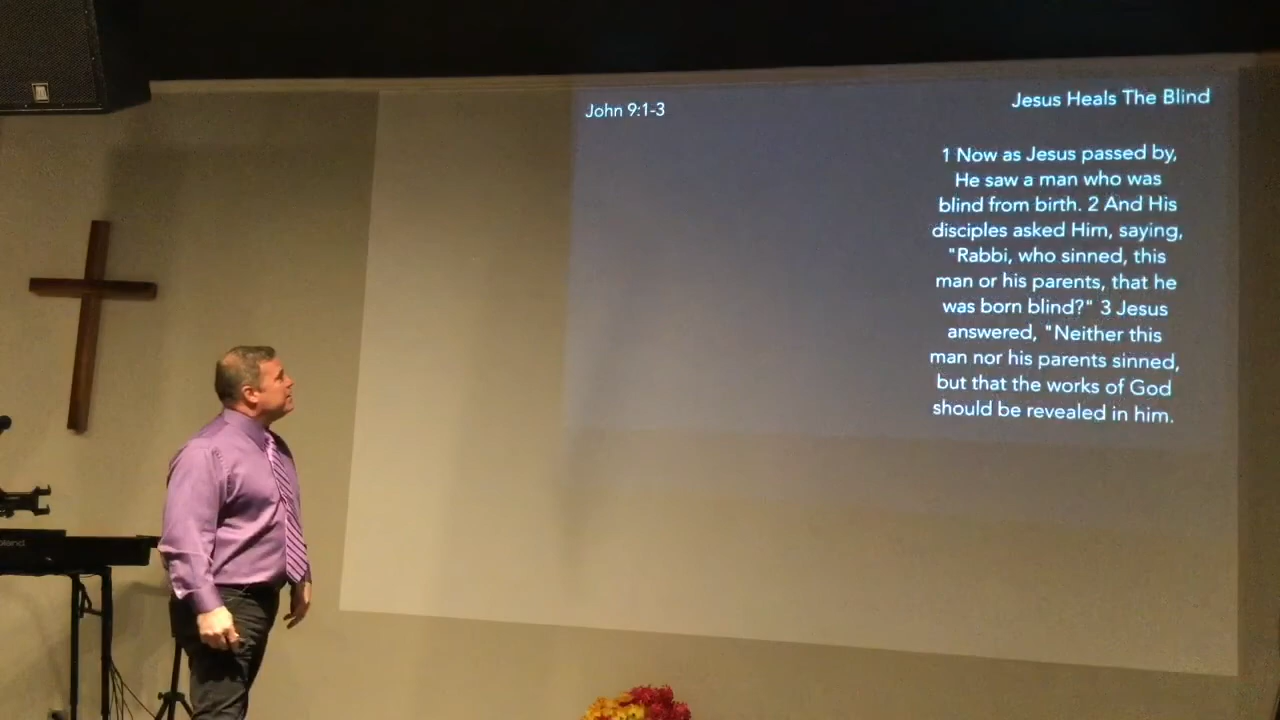 John 9:1-3
Jesus Heals The Blind
1 Now as Jesus passed by,
He saw a man who was
blind from birth. 2 And His
disciples asked Him, saying,
"Rabbi, who sinned, this
man or his parents, that he
was born blind?" 3 Jesus
answered, "Neither this
man nor his parents sinned,
but that the works of God
should be revealed in him.